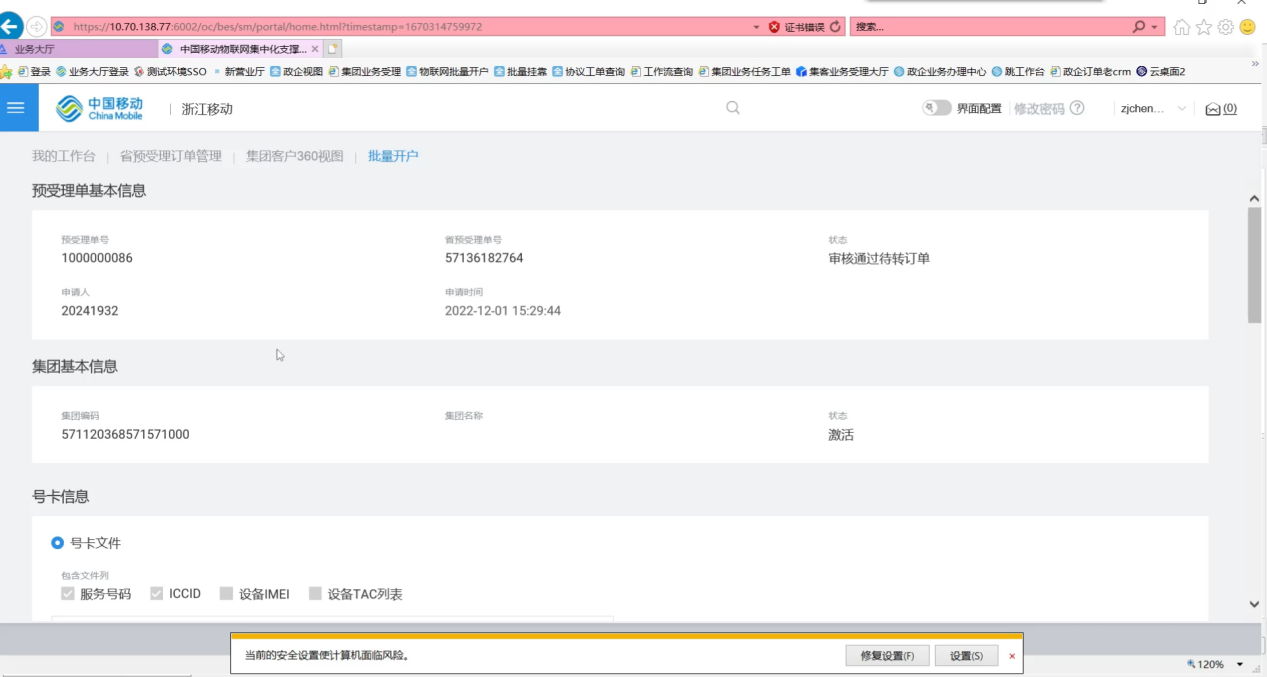 https://10.70.138.77:6002/oc/bes/sm/portal/home.html?timestamp=1670314759972 证书错误 搜索...
业务大厅 中国移动物联网集中化支撑...
登录 业务大厅登录 测试环境SSO 新营业厅 政企视图 集团业务受理 物联网批量开户 批量挂靠 协议工单查询 工作流查询 集团业务任务工单 集客业务受理大厅 政企业务办理中心 跳工作台 政企订单老crm 云桌面2
中国移动 China Mobile | 浙江移动 界面配置 修改密码 zjchen... (0)
我的工作台 | 省预受理订单管理 | 集团客户360视图 | 批量开户
预受理单基本信息
预受理单号 省预受理单号 状态
1000000086 57136182764 审核通过待转订单
申请人 申请时间
20241932 2022-12-01 15:29:44
集团基本信息
集团编码 集团名称 状态
571120368571571000 激活
号卡信息
号卡文件
包含文件列
服务号码 ICCID 设备IMEI 设备TAC列表
当前的安全设置使计算机面临风险。 修复设置(F) 设置(S)
120%